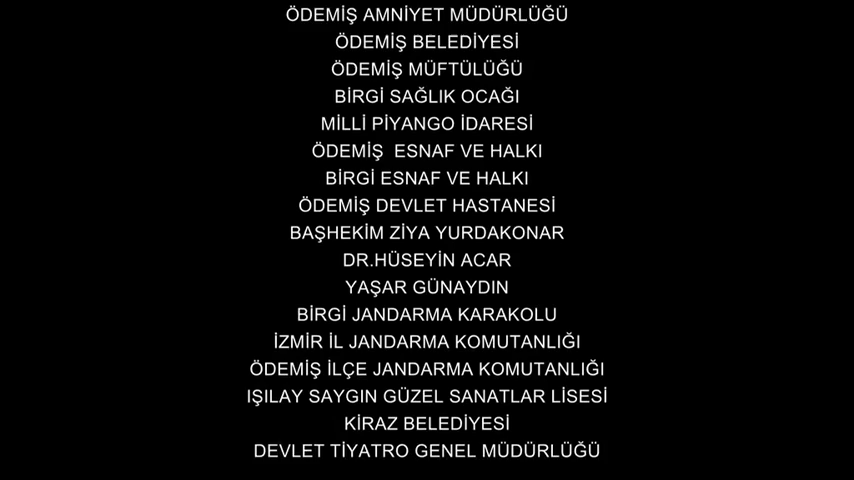 ÖDEMİŞ AMNİYET MÜDÜRLÜĞÜ
ÖDEMİŞ BELEDİYESİ
ÖDEMİŞ MÜFTÜLÜĞÜ
BİRGİ SAĞLIK OCAĞI
MİLLİ PİYANGO İDARESİ
ÖDEMİŞ  ESNAF VE HALKI
BİRGİ ESNAF VE HALKI
ÖDEMİŞ DEVLET HASTANESİ
BAŞHEKİM ZİYA YURDAKONAR
DR.HÜSEYİN ACAR
YAŞAR GÜNAYDIN
BİRGİ JANDARMA KARAKOLU
İZMİR İL JANDARMA KOMUTANLIĞI
ÖDEMİŞ İLÇE JANDARMA KOMUTANLIĞI
IŞILAY SAYGIN GÜZEL SANATLAR LİSESİ
KİRAZ BELEDİYESİ
DEVLET TİYATRO GENEL MÜDÜRLÜĞÜ